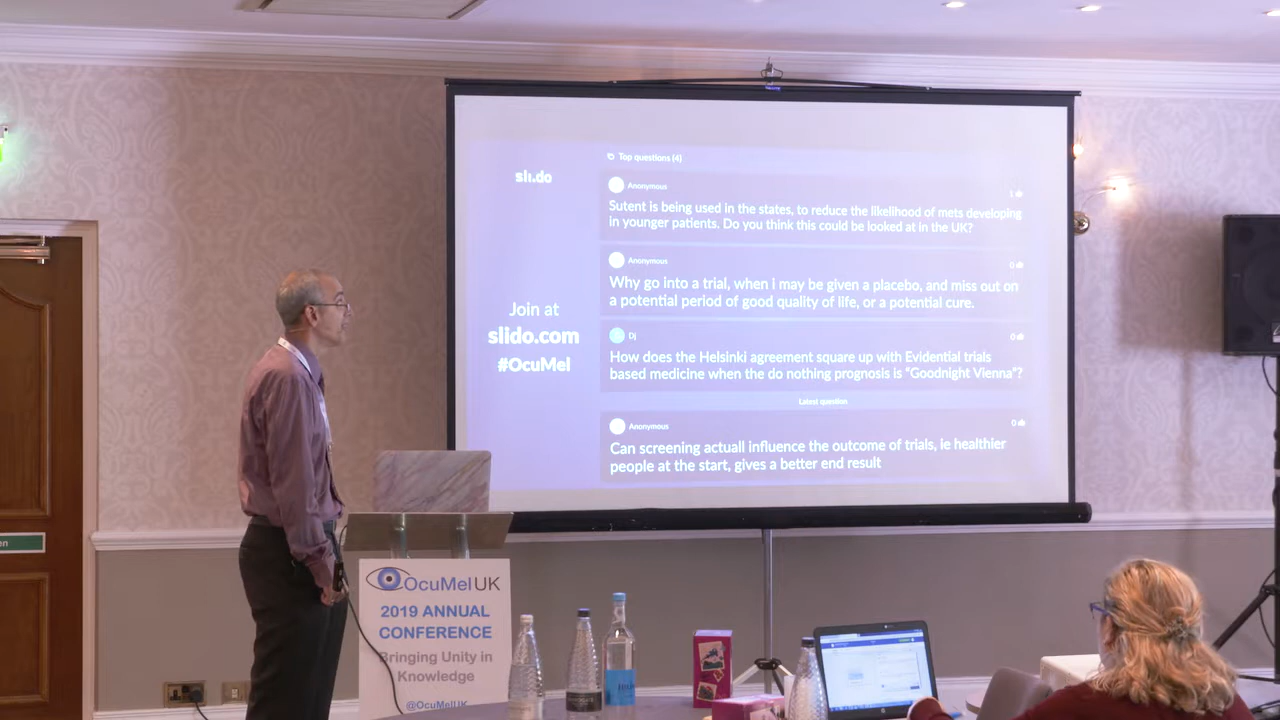 sli.do
Join at
slido.com
#OcuMel
Top questions (4)
Anonymous
1
Sutent is being used in the states, to reduce the likelihood of mets developing
in younger patients. Do you think this could be looked at in the UK?
Anonymous
0
Why go into a trial, when i may be given a placebo, and miss out on
a potential period of good quality of life, or a potential cure.
Dj
0
How does the Helsinki agreement square up with Evidential trials
based medicine when the do nothing prognosis is "Goodnight Vienna"?
Latest question
Anonymous
0
Can screening actuall influence the outcome of trials, ie healthier
people at the start, gives a better end result
OcuMelUK
2019 ANNUAL
CONFERENCE
Bringing Unity in
Knowledge
@OcuMelUK